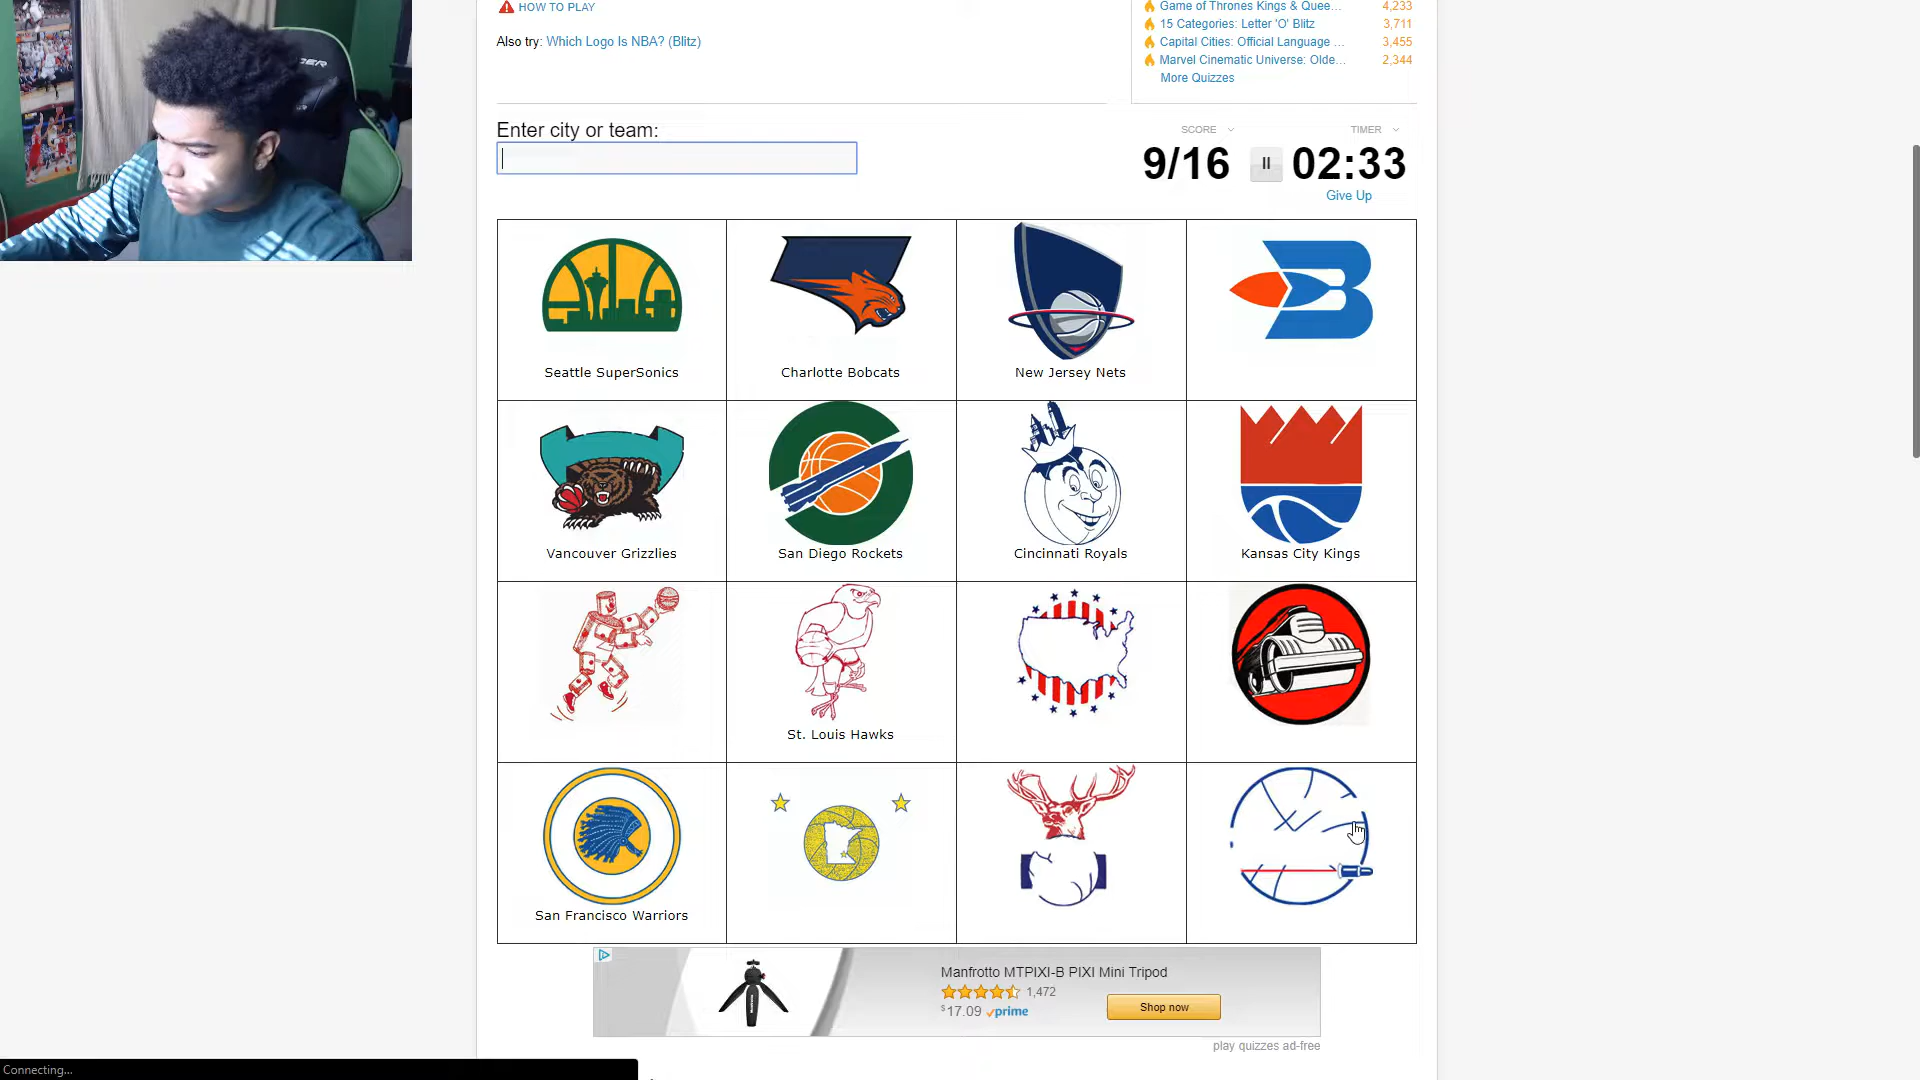 HOW TO PLAY
Also try: Which Logo Is NBA? (Blitz)
Game of Thrones Kings & Quee... 4,233
15 Categories: Letter 'O' Blitz 3,711
Capital Cities: Official Language ... 3,455
Marvel Cinematic Universe: Olde... 2,344
More Quizzes
Enter city or team:
SCORE TIMER
9/16 02:33
Give Up
Seattle SuperSonics
Charlotte Bobcats
New Jersey Nets
Vancouver Grizzlies
San Diego Rockets
Cincinnati Royals
Kansas City Kings
St. Louis Hawks
San Francisco Warriors
Manfrotto MTPIXI-B PIXI Mini Tripod
1,472
$17.09 prime
Shop now
play quizzes ad-free
Connecting...